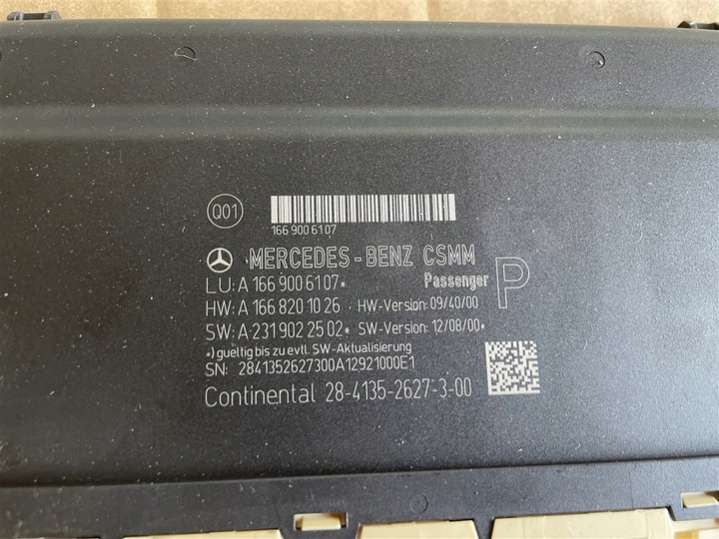 Q01
166 900 6107
MERCEDES-BENZ CSMM
LU: A 166 900 61 07* Passenger P
HW: A 166 820 10 26 HW-Version: 09/40/00
SW: A 231 902 25 02* SW-Version: 12/08/00*
*) gueltig bis zu evtl. SW-Aktualisierung
SN: 2841352627300A12921000E1
Continental 28-4135-2627-3-00